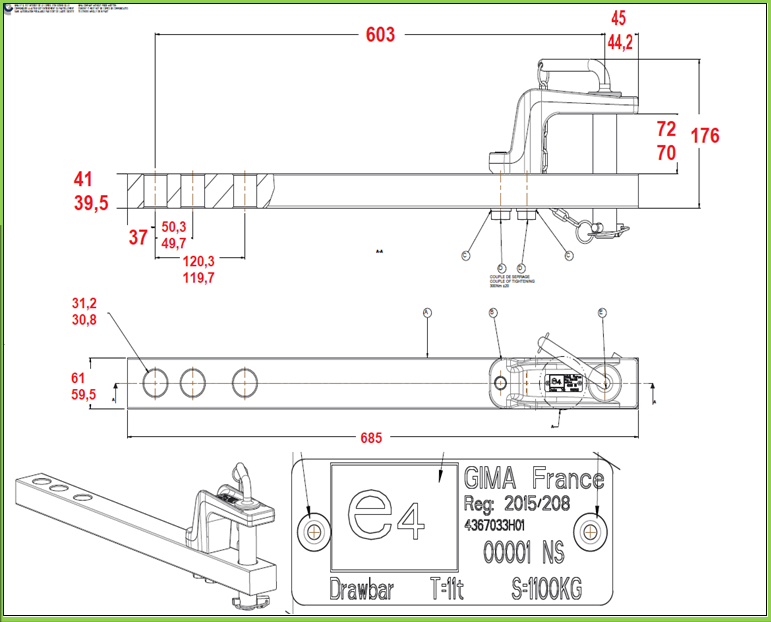 603
45
44,2
72
70
176
41
39,5
37
50,3
49,7
120,3
119,7
A-A
C
D
D
C
COUPLE DE SERRAGE
COUPLE OF TIGHTENING
31,2
30,8
A
B
E
61
59,5
A
e4
A
685
GIMA France
e4
Reg: 2015/208
4367033H01
00001 NS
Drawbar T=11t S=1100KG